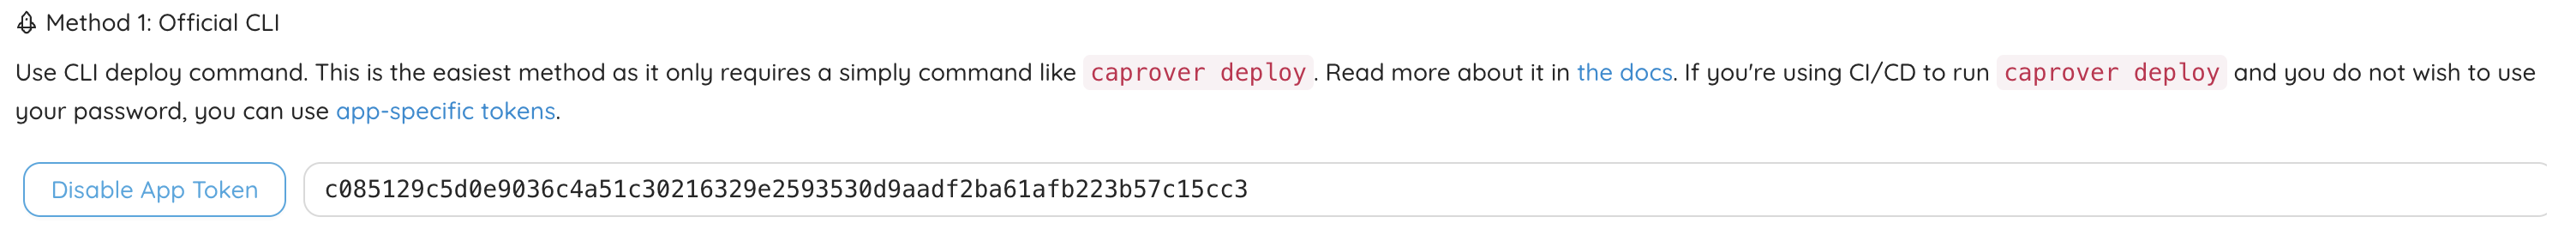 Method 1: Official CLI
Use CLI deploy command. This is the easiest method as it only requires a simply command like caprover deploy. Read more about it in the docs. If you're using CI/CD to run caprover deploy and you do not wish to use
your password, you can use app-specific tokens.
Disable App Token c085129c5d0e9036c4a51c30216329e2593530d9aadf2ba61afb223b57c15cc3